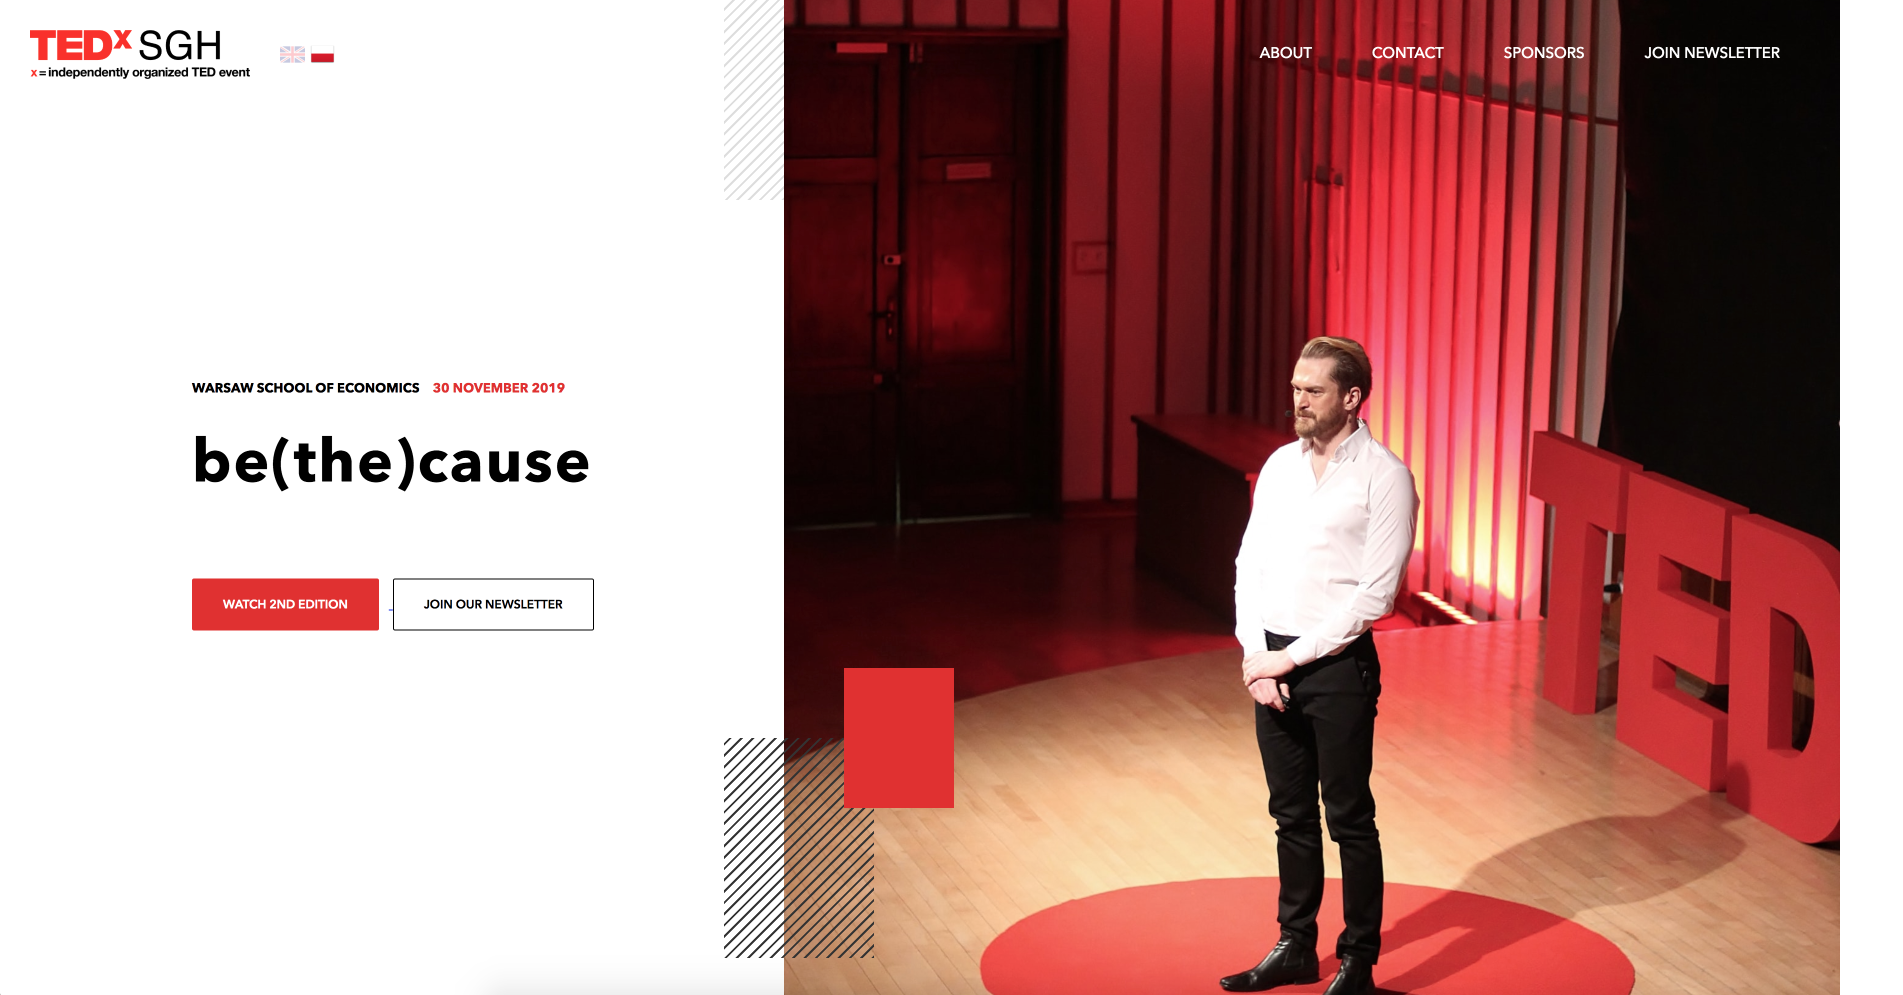 TEDx SGH
x = independently organized TED event
ABOUT CONTACT SPONSORS JOIN NEWSLETTER
WARSAW SCHOOL OF ECONOMICS 30 NOVEMBER 2019
be(the)cause
WATCH 2ND EDITION JOIN OUR NEWSLETTER
TED